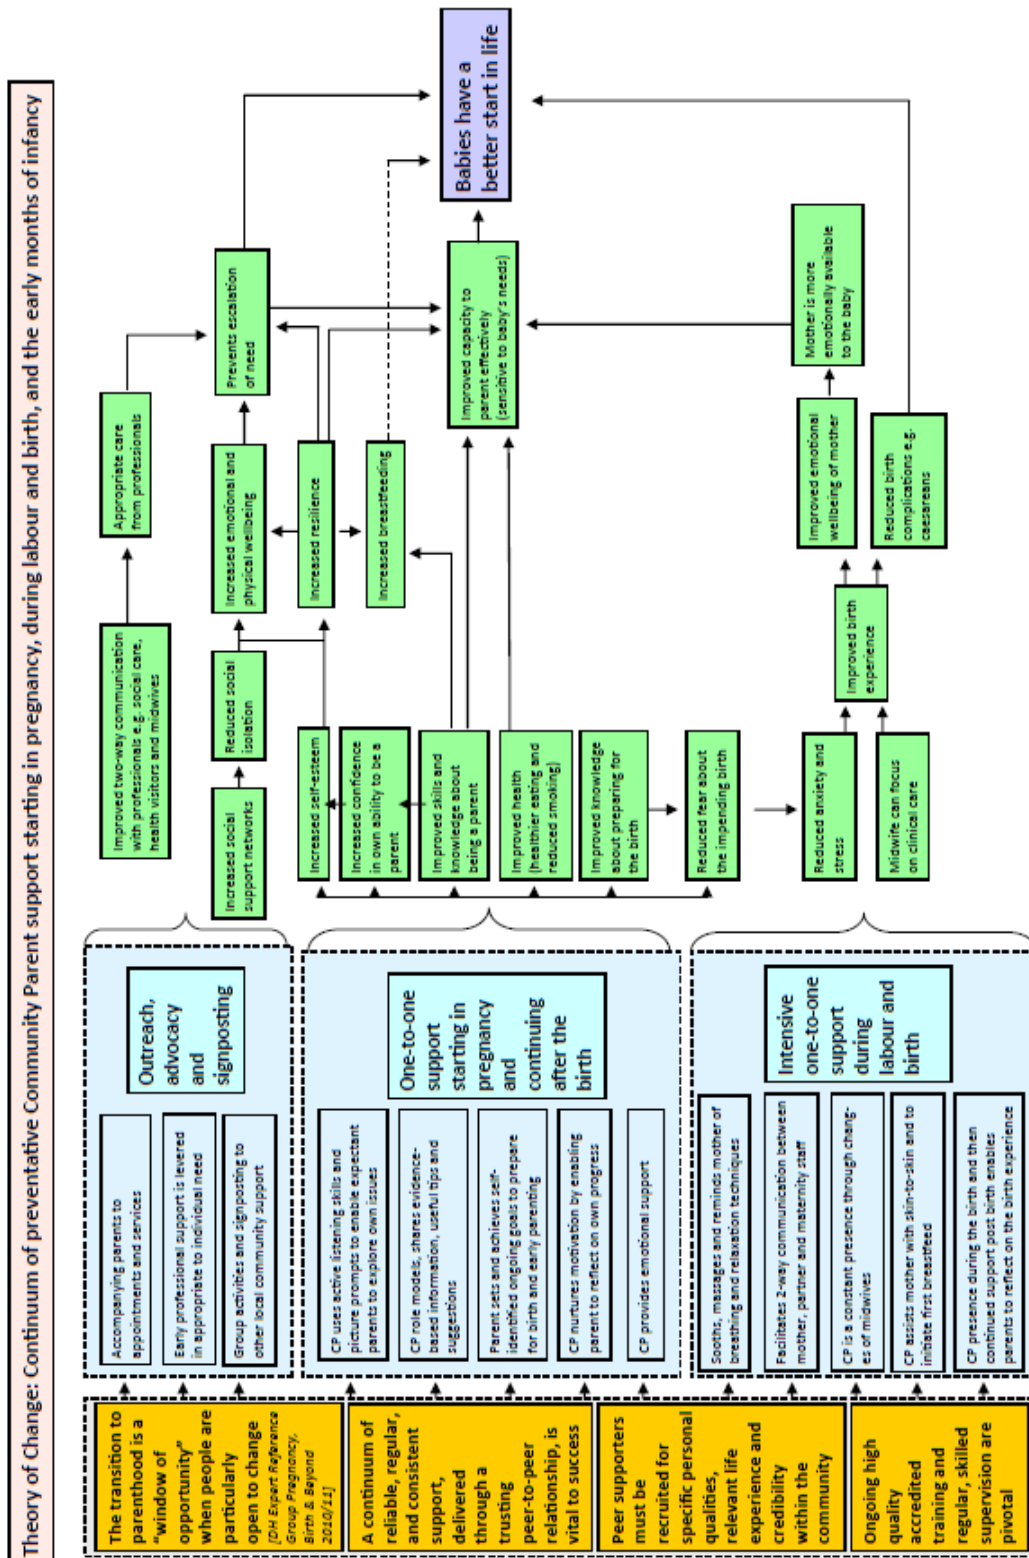 Theory of Change: Continuum of preventative Community Parent support starting in pregnancy, during labour and birth, and the early months of infancy
The transition to
parenthood is a
"window of
opportunity"
when people are
particularly
open to change
[DH Expert Reference
Group Pregnancy,
Birth & Beyond
2010/11]
A continuum of
reliable, regular,
and consistent
support,
delivered
through a
trusting
peer-to-peer
relationship, is
vital to success
Peer supporters
must be
recruited for
specific personal
qualities,
relevant life
experience and
credibility
within the
community
Ongoing high
quality
accredited
training and
regular, skilled
supervision are
pivotal
Accompanying parents to
appointments and services
Early professional support is levered
in appropriate to individual need
Group activities and signposting to
other local community support
Outreach,
advocacy
and
signposting
CP uses active listening skills and
picture prompts to enable expectant
parents to explore own issues
CP role models, shares evidence-
based information, useful tips and
suggestions
Parent sets and achieves self-
identified ongoing goals to prepare
for birth and early parenting
CP nurtures motivation by enabling
parent to reflect on own progress
CP provides emotional support
One-to-one
support
starting in
pregnancy
and
continuing
after the
birth
Sooths, massages and reminds mother of
breathing and relaxation techniques
Facilitates 2-way communication between
mother, partner and maternity staff
CP is a constant presence through chang-
es of midwives
CP assist mother with skin-to-skin and to
initiate first breastfeed
CP presence during the birth and then
continued support post birth enables
parents to reflect on the birth experience
Intensive
one-to-one
support
during
labour and
birth
Improved two-way communication
with professionals e.g. social care,
health visitors and midwives
Appropriate care
from professionals
Increased social
support networks
Reduced social
isolation
Increased emotional and
physical wellbeing
Prevents escalation
of need
Increased self-esteem
Increased resilience
Increased confidence
in own ability to be a
parent
Increased breastfeeding
Improved skills and
knowledge about
being a parent
Improved capacity to
parent effectively
(sensitive to baby's needs)
Babies have a
better start in life
Improved health
(healthier eating and
reduced smoking)
Improved knowledge
about preparing for
the birth
Reduced fear about
the impending birth
Reduced anxiety and
stress
Midwife can focus
on clinical care
Improved birth
experience
Improved emotional
wellbeing of mother
Reduced birth
complications e.g.
caesareans
Mother is more
emotionally available
to the baby